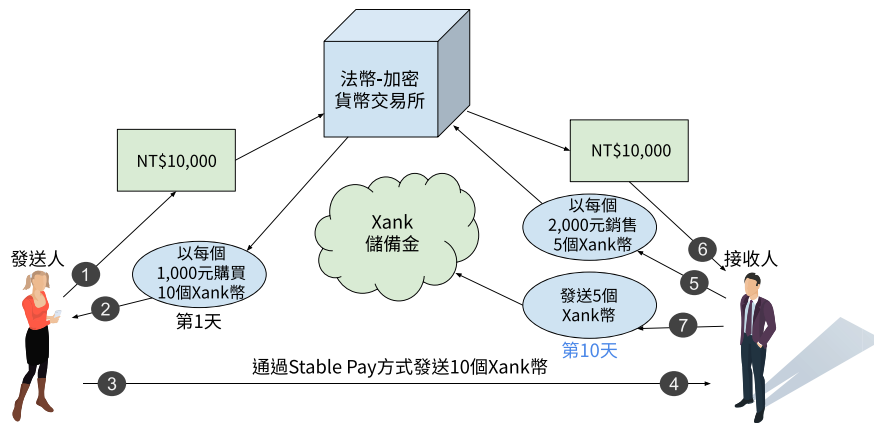 法幣-加密
貨幣交易所
NT$10,000
NT$10,000
Xank
儲備金
以每個
2,000元銷售
5個Xank幣
發送人
1
以每個
1,000元購買
10個Xank幣
2
第1天
6
接收人
5
發送5個
Xank幣
7
第10天
通過Stable Pay方式發送10個Xank幣
3
4